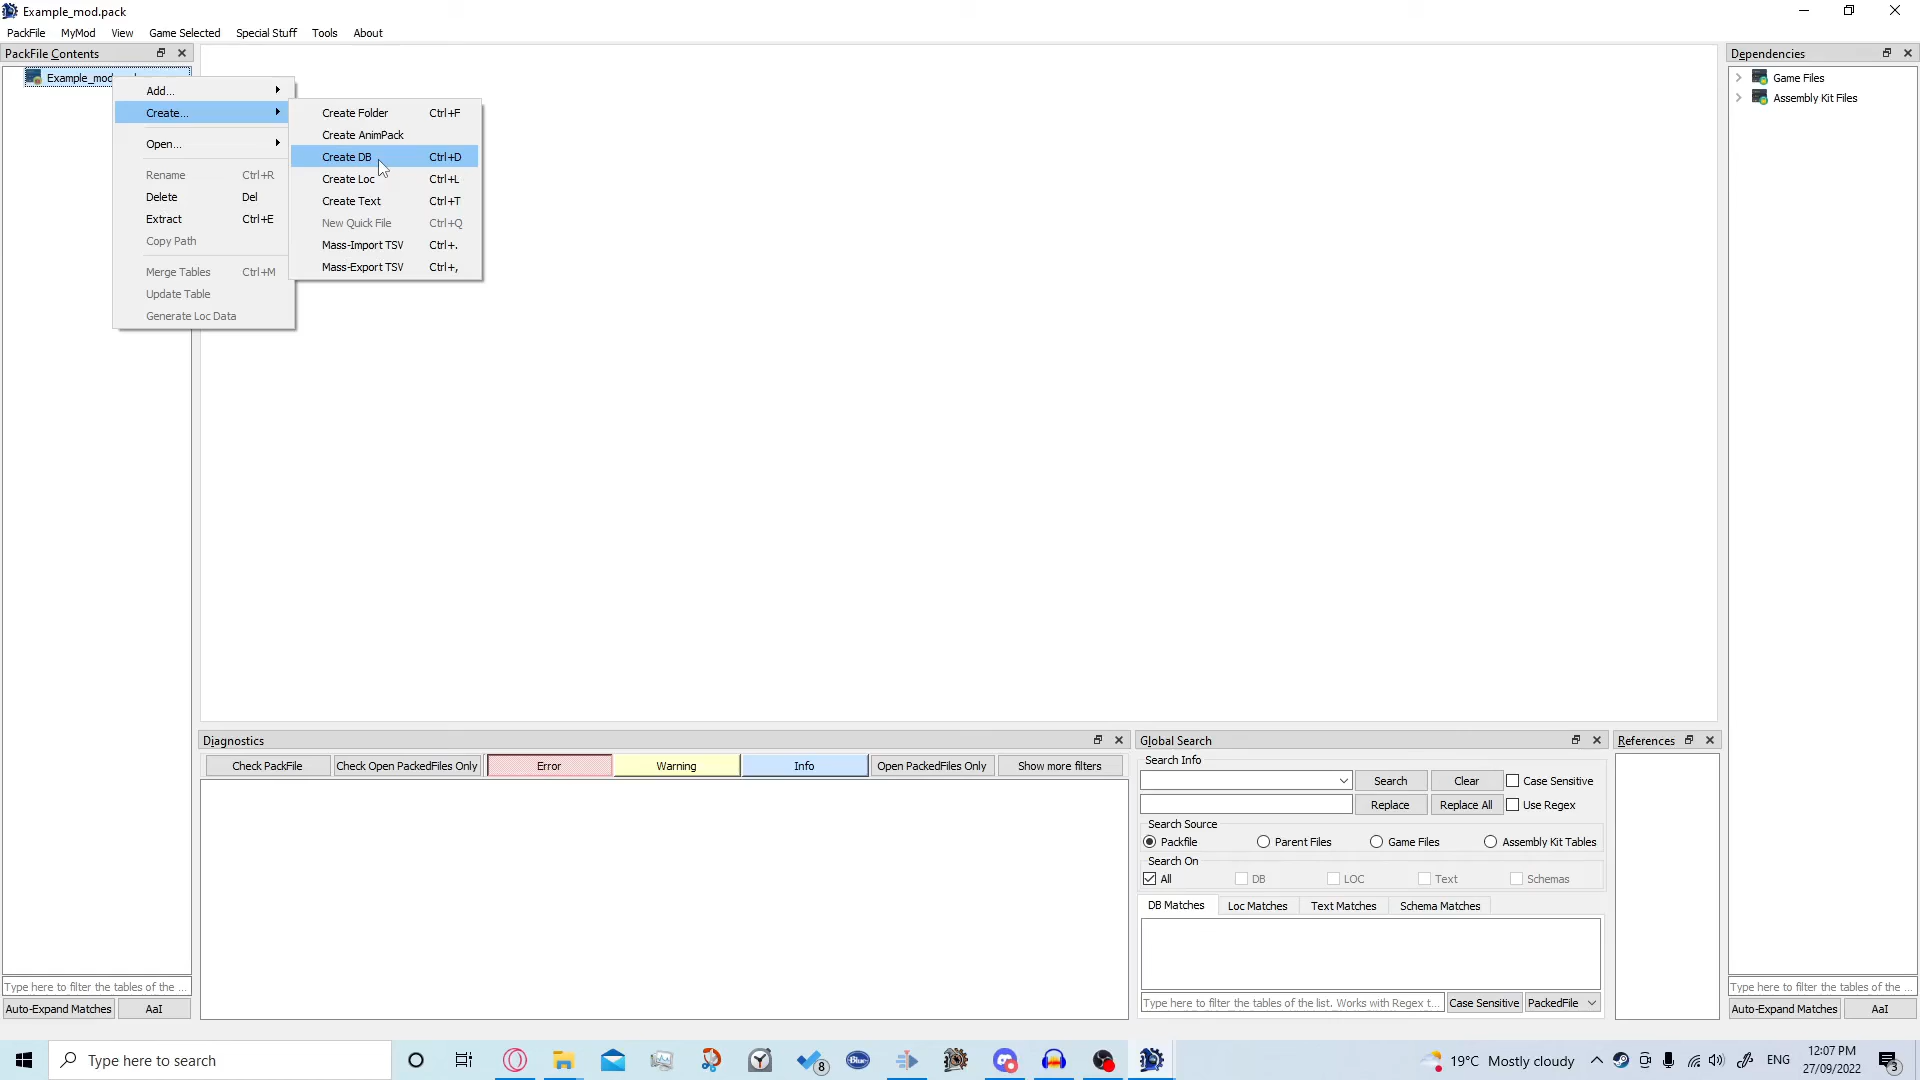 Example_mod.pack
PackFile MyMod View Game Selected Special Stuff Tools About
PackFile Contents
Example_mod
Add...
Create...
Open...
Rename Ctrl+R
Delete Del
Extract Ctrl+E
Copy Path
Merge Tables Ctrl+M
Update Table
Generate Loc Data
Create Folder Ctrl+F
Create AnimPack
Create DB Ctrl+D
Create Loc Ctrl+L
Create Text Ctrl+T
New Quick File Ctrl+Q
Mass-Import TSV Ctrl+.
Mass-Export TSV Ctrl+,
Type here to filter the tables of the ...
Auto-Expand Matches AaI
Diagnostics
Check PackFile Check Open PackedFiles Only Error Warning Info Open PackedFiles Only Show more filters
Global Search
Search Info
Search Clear Case Sensitive
Replace Replace All Use Regex
Search Source
Packfile Parent Files Game Files Assembly Kit Tables
Search On
All DB LOC Text Schemas
DB Matches Loc Matches Text Matches Schema Matches
Type here to filter the tables of the list. Works with Regex t... Case Sensitive PackedFile
References
Dependencies
Game Files
Assembly Kit Files
Type here to filter the tables of the ...
Auto-Expand Matches AaI
Type here to search
8
Blue
19°C Mostly cloudy
ENG
12:07 PM
27/09/2022
3